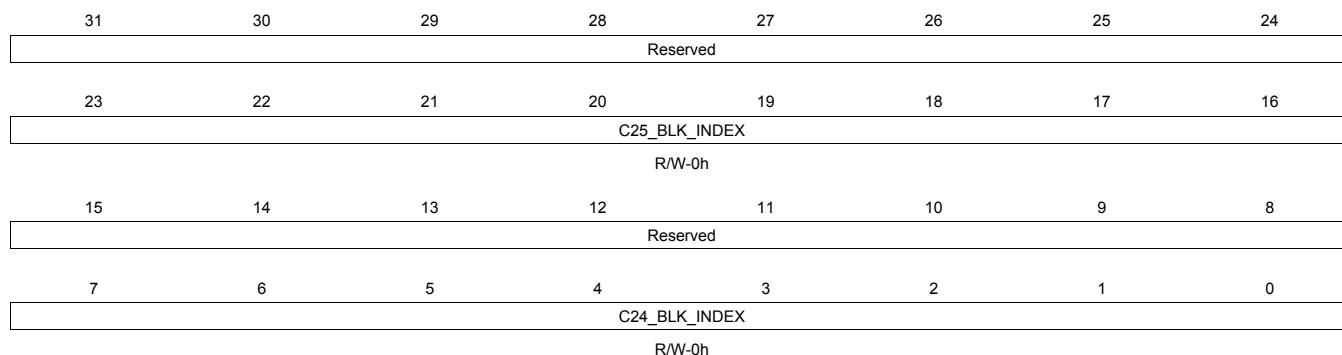 31 30 29 28 27 26 25 24
Reserved
23 22 21 20 19 18 17 16
C25_BLK_INDEX
R/W-0h
15 14 13 12 11 10 9 8
Reserved
7 6 5 4 3 2 1 0
C24_BLK_INDEX
R/W-0h